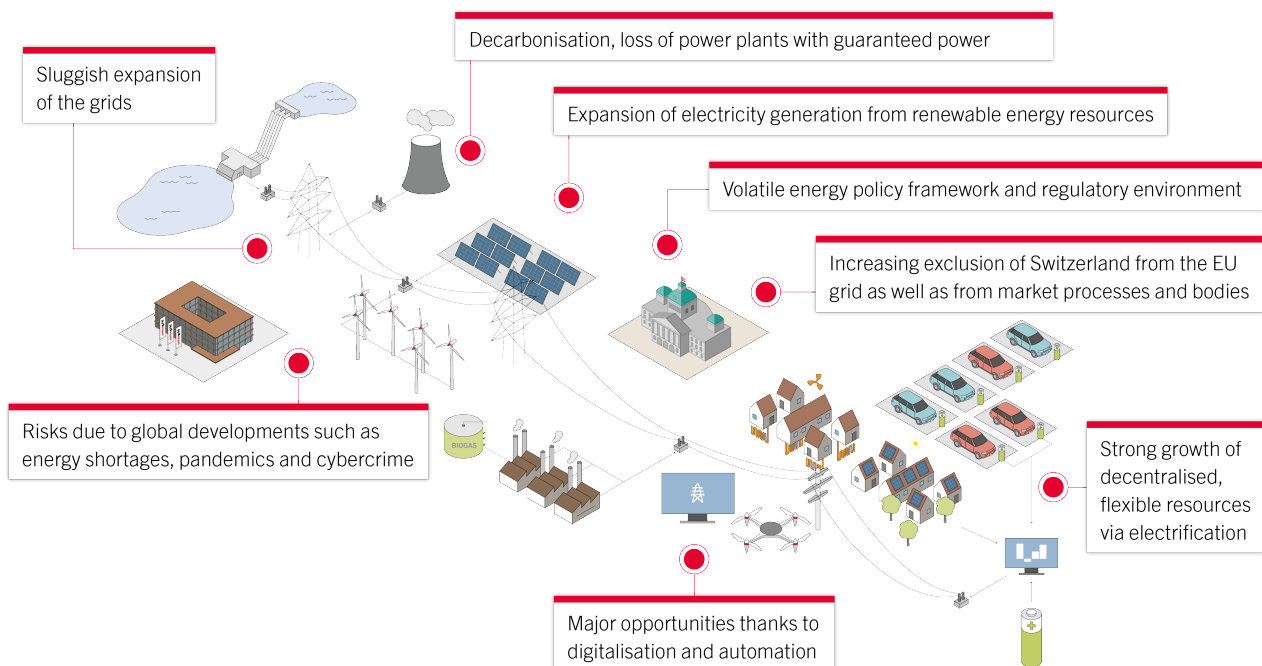 Decarbonisation, loss of power plants with guaranteed power
Sluggish expansion
of the grids
Expansion of electricity generation from renewable energy resources
Volatile energy policy framework and regulatory environment
Increasing exclusion of Switzerland from the EU
grid as well as from market processes and bodies
Risks due to global developments such as
energy shortages, pandemics and cybercrime
BIOGAS
Strong growth of
decentralised,
flexible resources
via electrification
Major opportunities thanks to
digitalisation and automation